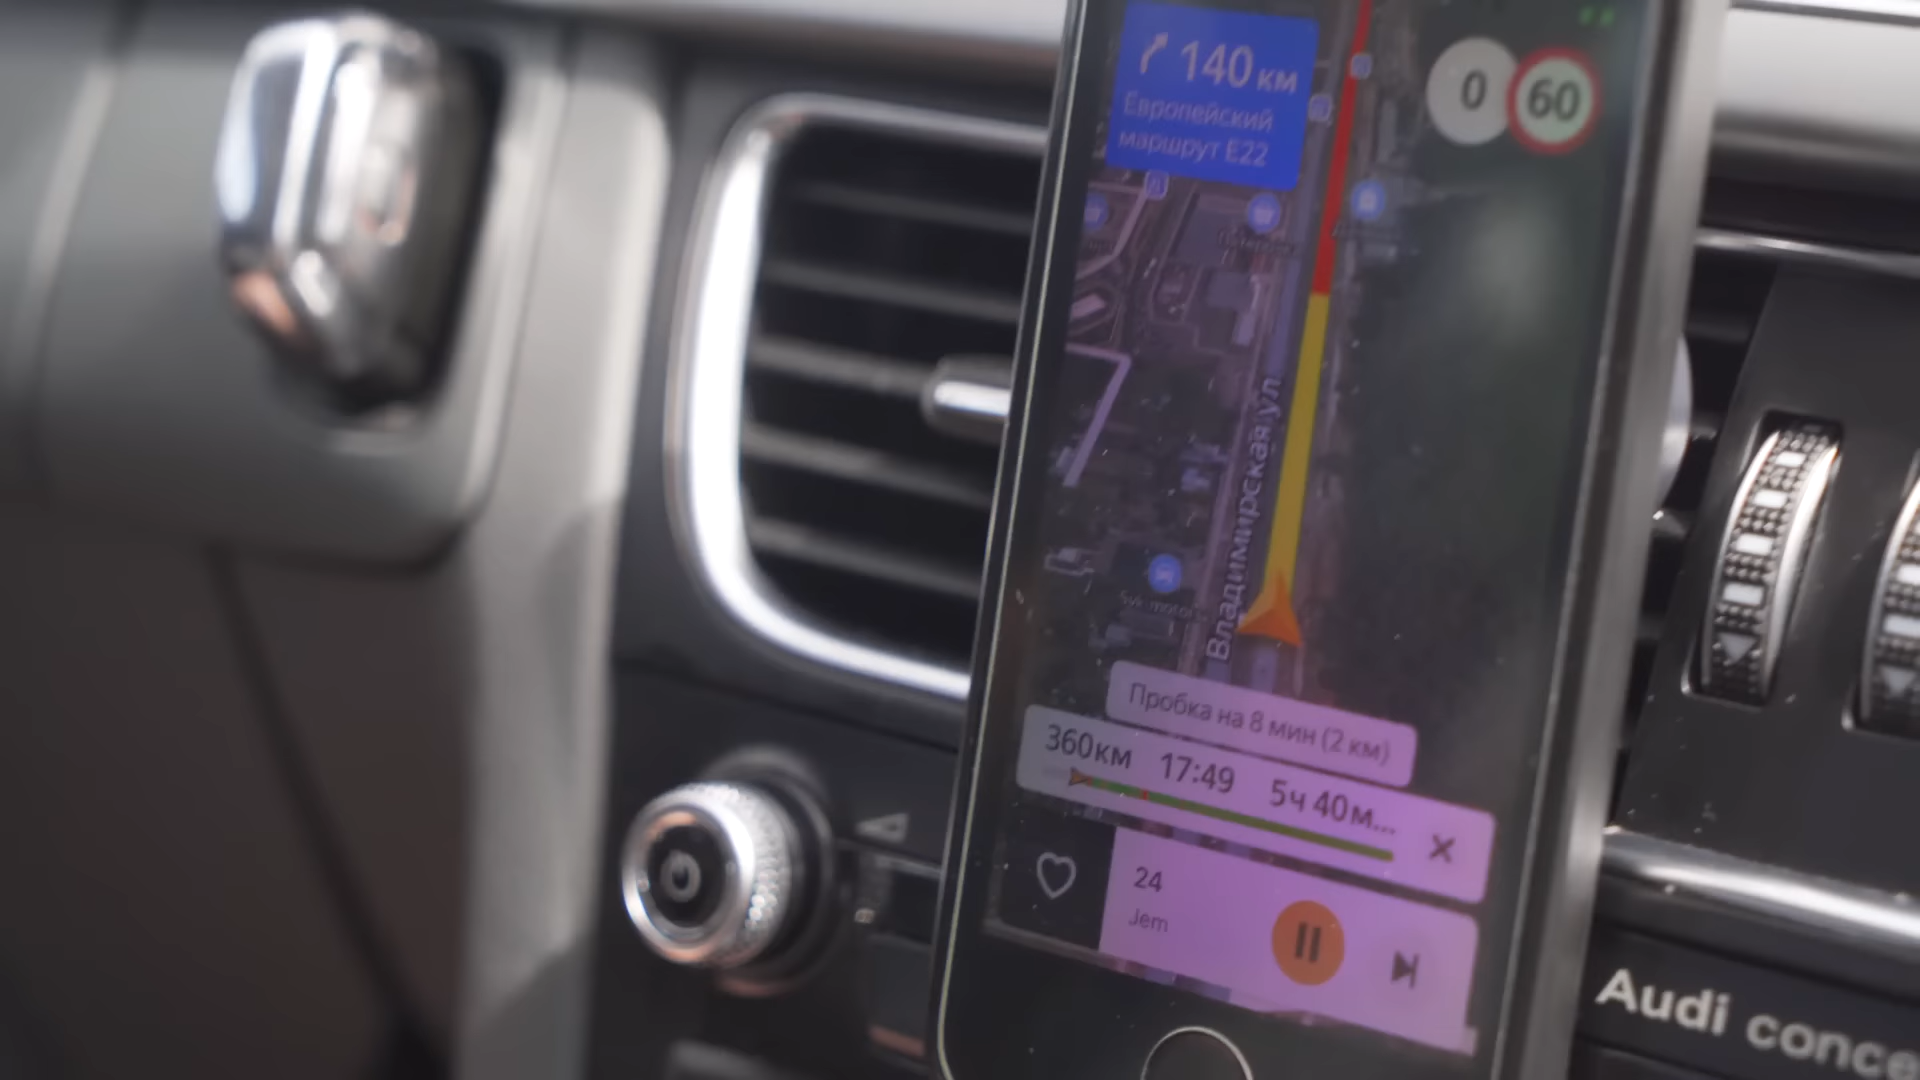 140 км
Европейский
маршрут E22
0
60
Владимирская ул
Пробка на 8 мин (2 км)
360км 17:49 5ч 40м...
24
Jem
Audi conce